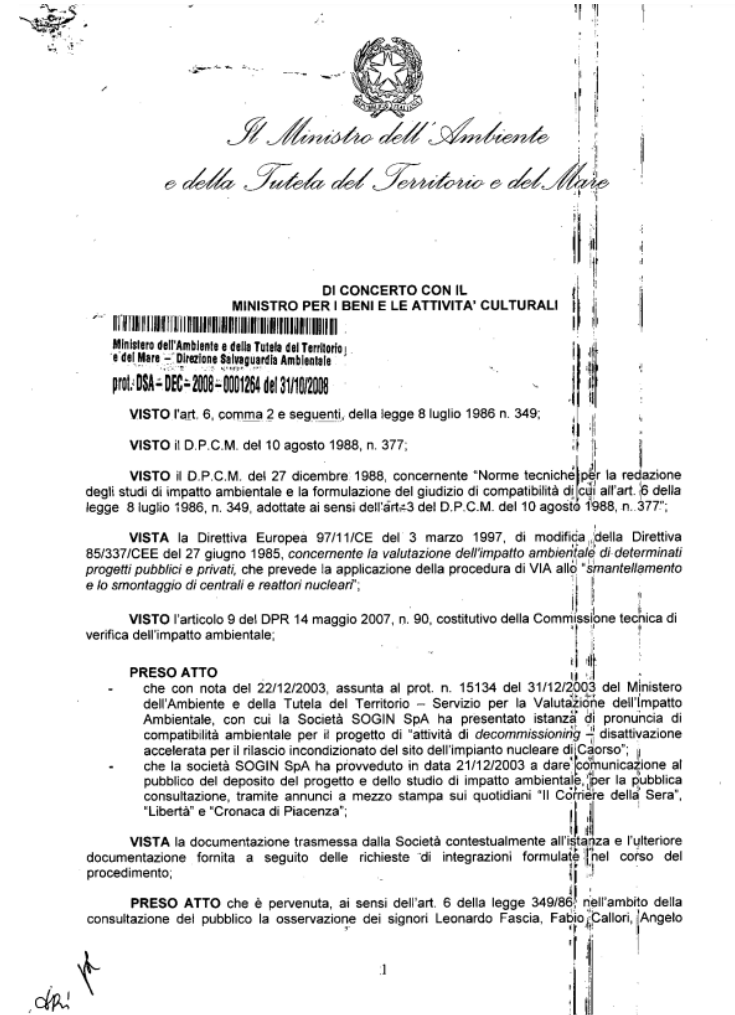 REPVBBLICA ITALIANA
Il Ministro dell'Ambiente
e della Tutela del Territorio e del Mare
DI CONCERTO CON IL
MINISTRO PER I BENI E LE ATTIVITA' CULTURALI
Ministero dell'Ambiente e della Tutela del Territorio
e del Mare – Direzione Salvaguardia Ambientale
prot. DSA - DEC - 2008 - 0001264 del 31/10/2008
VISTO l'art. 6, comma 2 e seguenti, della legge 8 luglio 1986 n. 349;
VISTO il D.P.C.M. del 10 agosto 1988, n. 377;
VISTO il D.P.C.M. del 27 dicembre 1988, concernente "Norme tecniche per la redazione
degli studi di impatto ambientale e la formulazione del giudizio di compatibilità di cui all'art. 6 della
legge 8 luglio 1986, n. 349, adottate ai sensi dell'art. 3 del D.P.C.M. del 10 agosto 1988, n. 377";
VISTA la Direttiva Europea 97/11/CE del 3 marzo 1997, di modifica della Direttiva
85/337/CEE del 27 giugno 1985, concernente la valutazione dell'impatto ambientale di determinati
progetti pubblici e privati, che prevede la applicazione della procedura di VIA allo "smantellamento
e lo smontaggio di centrali e reattori nucleari";
VISTO l'articolo 9 del DPR 14 maggio 2007, n. 90, costitutivo della Commissione tecnica di
verifica dell'impatto ambientale;
PRESO ATTO
- che con nota del 22/12/2003, assunta al prot. n. 15134 del 31/12/2003 del Ministero
dell'Ambiente e della Tutela del Territorio – Servizio per la Valutazione dell'Impatto
Ambientale, con cui la Società SOGIN SpA ha presentato istanza di pronuncia di
compatibilità ambientale per il progetto di "attività di decommissioning – disattivazione
accelerata per il rilascio incondizionato del sito dell'impianto nucleare di Caorso";
- che la società SOGIN SpA ha provveduto in data 21/12/2003 a dare comunicazione al
pubblico del deposito del progetto e dello studio di impatto ambientale, per la pubblica
consultazione, tramite annunci a mezzo stampa sui quotidiani "Il Corriere della Sera",
"Libertà" e "Cronaca di Piacenza";
VISTA la documentazione trasmessa dalla Società contestualmente all'istanza e l'ulteriore
documentazione fornita a seguito delle richieste di integrazioni formulate nel corso del
procedimento;
PRESO ATTO che è pervenuta, ai sensi dell'art. 6 della legge 349/86, nell'ambito della
consultazione del pubblico la osservazione dei signori Leonardo Fascia, Fabio Callori, Angelo
1